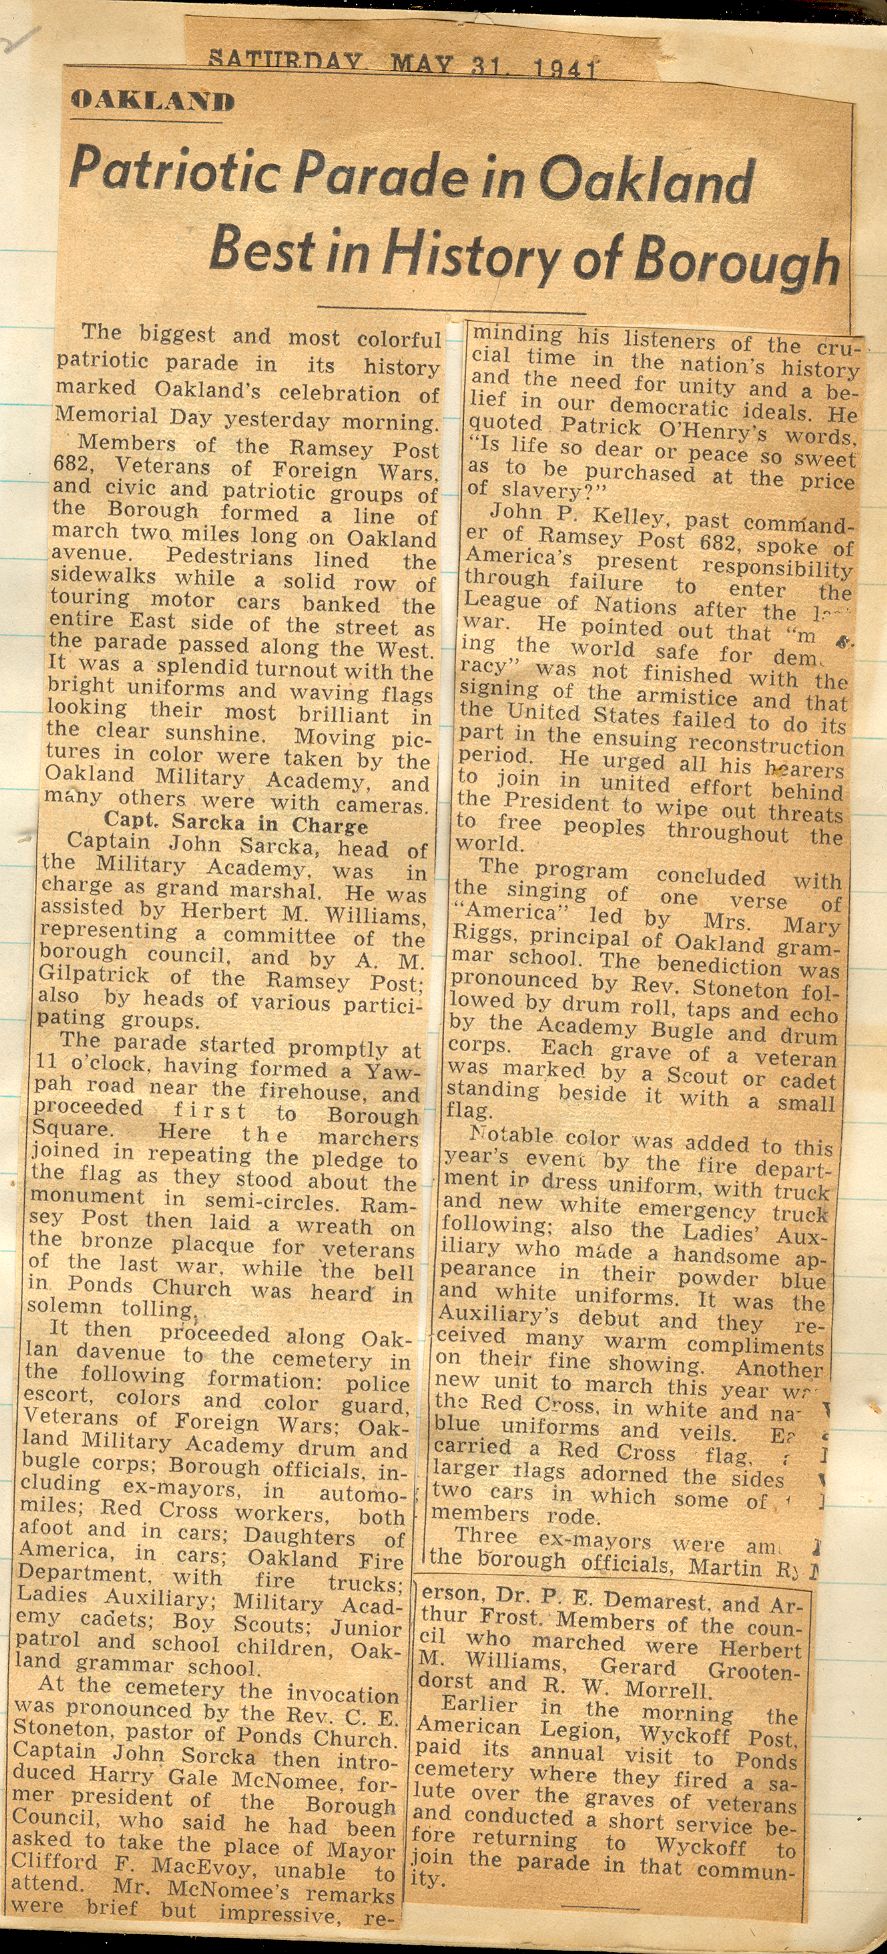 SATURDAY, MAY 31, 1941
OAKLAND
Patriotic Parade in Oakland
Best in History of Borough
The biggest and most colorful
patriotic parade in its history
marked Oakland's celebration of
Memorial Day yesterday morning.
Members of the Ramsey Post
682, Veterans of Foreign Wars,
and civic and patriotic groups of
the Borough formed a line of
march two miles long on Oakland
avenue. Pedestrians lined the
sidewalks while a solid row of
touring motor cars banked the
entire East side of the street as
the parade passed along the West.
It was a splendid turnout with the
bright uniforms and waving flags
looking their most brilliant in
the clear sunshine. Moving pic-
tures in color were taken by the
Oakland Military Academy, and
many others were with cameras.
Capt. Sarcka in Charge
Captain John Sarcka, head of
the Military Academy, was in
charge as grand marshal. He was
assisted by Herbert M. Williams,
representing a committee of the
borough council, and by A. M.
Gilpatrick of the Ramsey Post;
also by heads of various partici-
pating groups.
The parade started promptly at
11 o'clock, having formed a Yaw-
pah road near the firehouse, and
proceeded first to Borough
Square. Here the marchers
joined in repeating the pledge to
the flag as they stood about the
monument in semi-circles. Ram-
sey Post then laid a wreath on
the bronze placque for veterans
of the last war, while the bell
in Ponds Church was heard in
solemn tolling.
It then proceeded along Oak-
lan davenue to the cemetery in
the following formation: police
escort, colors and color guard,
Veterans of Foreign Wars; Oak-
land Military Academy drum and
bugle corps; Borough officials, in-
cluding ex-mayors, in automo-
miles; Red Cross workers, both
afoot and in cars; Daughters of
America, in cars; Oakland Fire
Department, with fire trucks;
Ladies Auxiliary; Military Acad-
emy cadets; Boy Scouts; Junior
patrol and school children, Oak-
land grammar school.
At the cemetery the invocation
was pronounced by the Rev. C. E.
Stoneton, pastor of Ponds Church.
Captain John Sorcka then intro-
duced Harry Gale McNomee, for-
mer president of the Borough
Council, who said he had been
asked to take the place of Mayor
Clifford F. MacEvoy, unable to
attend. Mr. McNomee's remarks
were brief but impressive, re-
minding his listeners of the cru-
cial time in the nation's history
and the need for unity and a be-
lief in our democratic ideals. He
quoted Patrick O'Henry's words,
"Is life so dear or peace so sweet
as to be purchased at the price
of slavery?"
John P. Kelley, past command-
er of Ramsey Post 682, spoke of
America's present responsibility
through failure to enter the
League of Nations after the
war. He pointed out that "m
ing the world safe for dem
racy" was not finished with the
signing of the armistice and that
the United States failed to do its
part in the ensuing reconstruction
period. He urged all his hearers
to join in united effort behind
the President to wipe out threats
to free peoples throughout the
world.
The program concluded with
the singing of one verse of
"America" led by Mrs. Mary
Riggs, principal of Oakland gram-
mar school. The benediction was
pronounced by Rev. Stoneton fol-
lowed by drum roll, taps and echo
by the Academy Bugle and drum
corps. Each grave of a veteran
was marked by a Scout or cadet
standing beside it with a small
flag.
Notable color was added to this
year's event by the fire depart-
ment in dress uniform, with truck
and new white emergency truck
following; also the Ladies' Aux-
iliary who made a handsome ap-
pearance in their powder blue
and white uniforms. It was the
Auxiliary's debut and they re-
ceived many warm compliments
on their fine showing. Another
new unit to march this year
the Red Cross, in white and na
blue uniforms and veils.
carried a Red Cross flag,
larger flags adorned the sides
two cars in which some of
members rode.
Three ex-mayors were am
the borough officials, Martin Ry
erson, Dr. P. E. Demarest, and Ar-
thur Frost. Members of the coun-
cil who marched were Herbert
M. Williams, Gerard Grooten-
dorst and R. W. Morrell.
Earlier in the morning the
American Legion, Wyckoff Post,
paid its annual visit to Ponds
cemetery where they fired a sa-
lute over the graves of veterans
and conducted a short service be-
fore returning to Wyckoff to
join the parade in that commun-
ity.